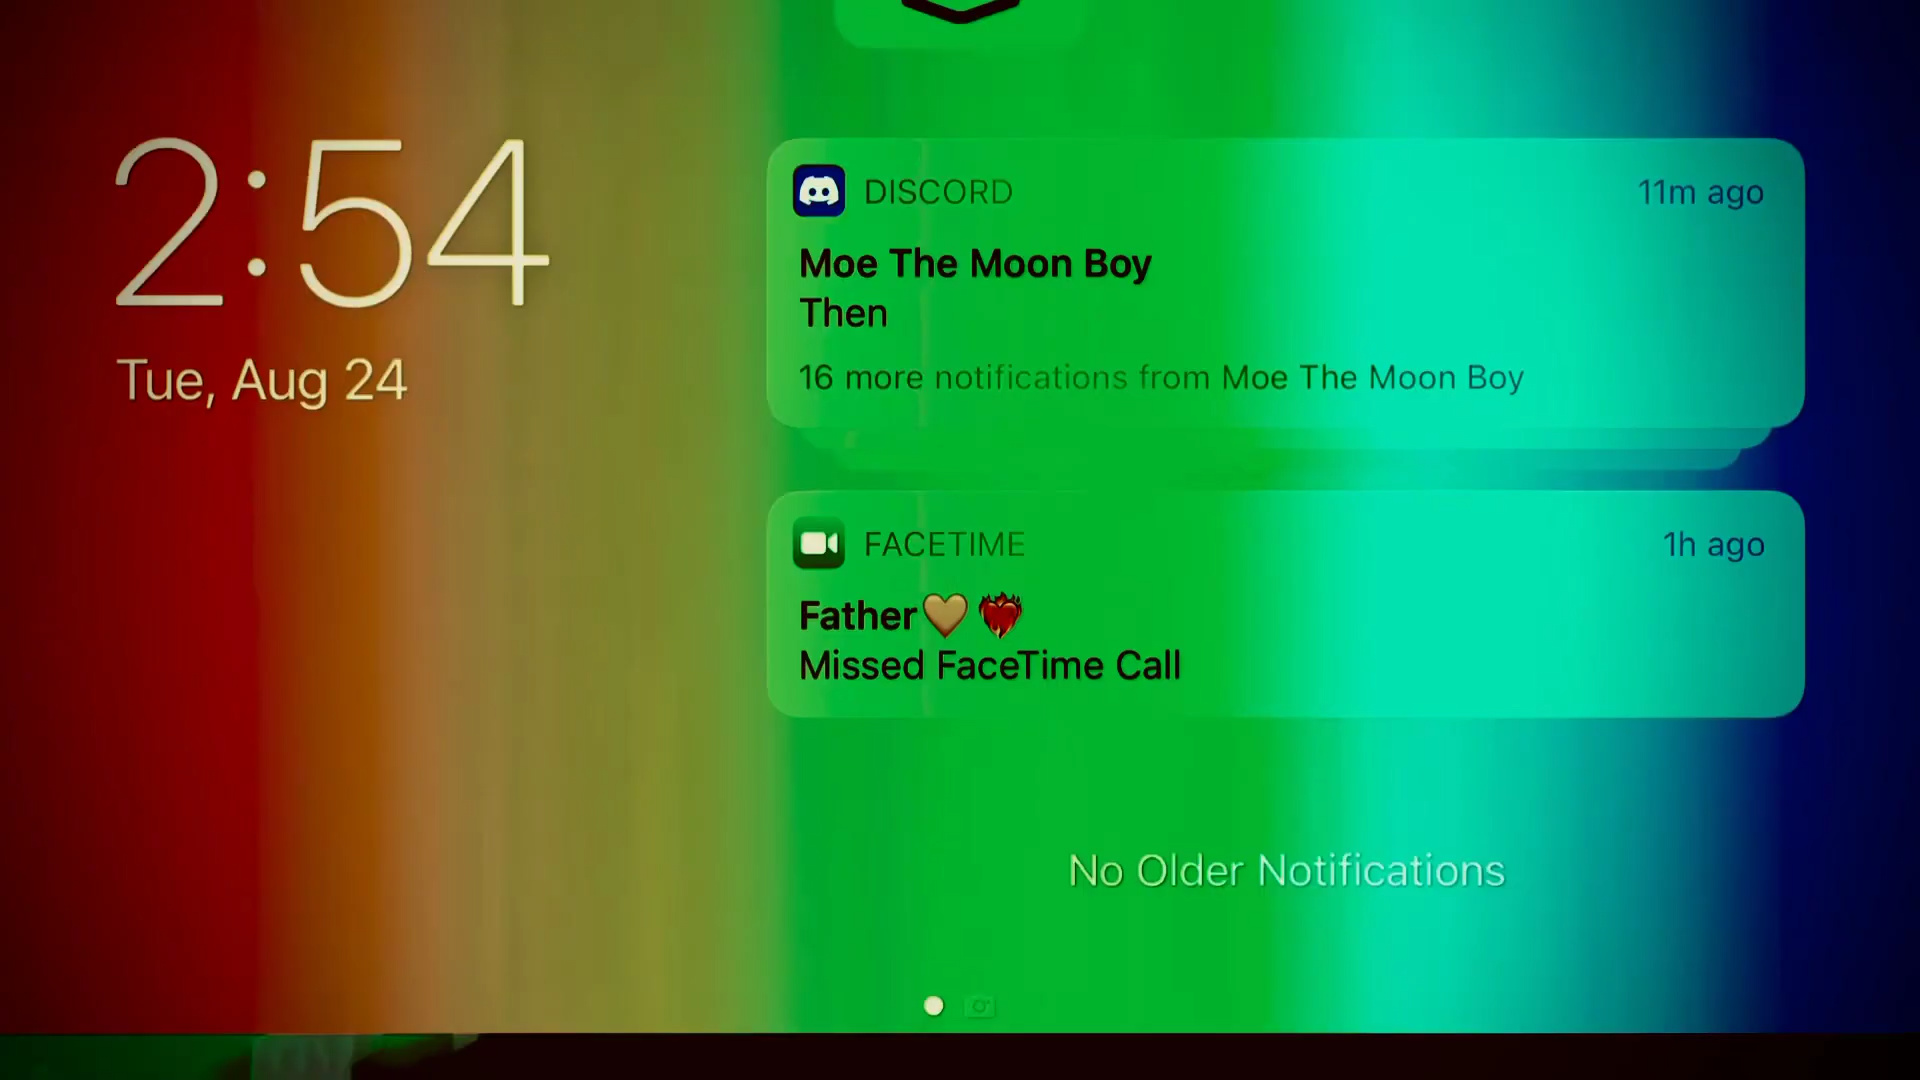 2:54
Tue, Aug 24
DISCORD
11m ago
Moe The Moon Boy
Then
16 more notifications from Moe The Moon Boy
FACETIME
1h ago
Father🤎 ❤️‍🔥
Missed FaceTime Call
No Older Notifications